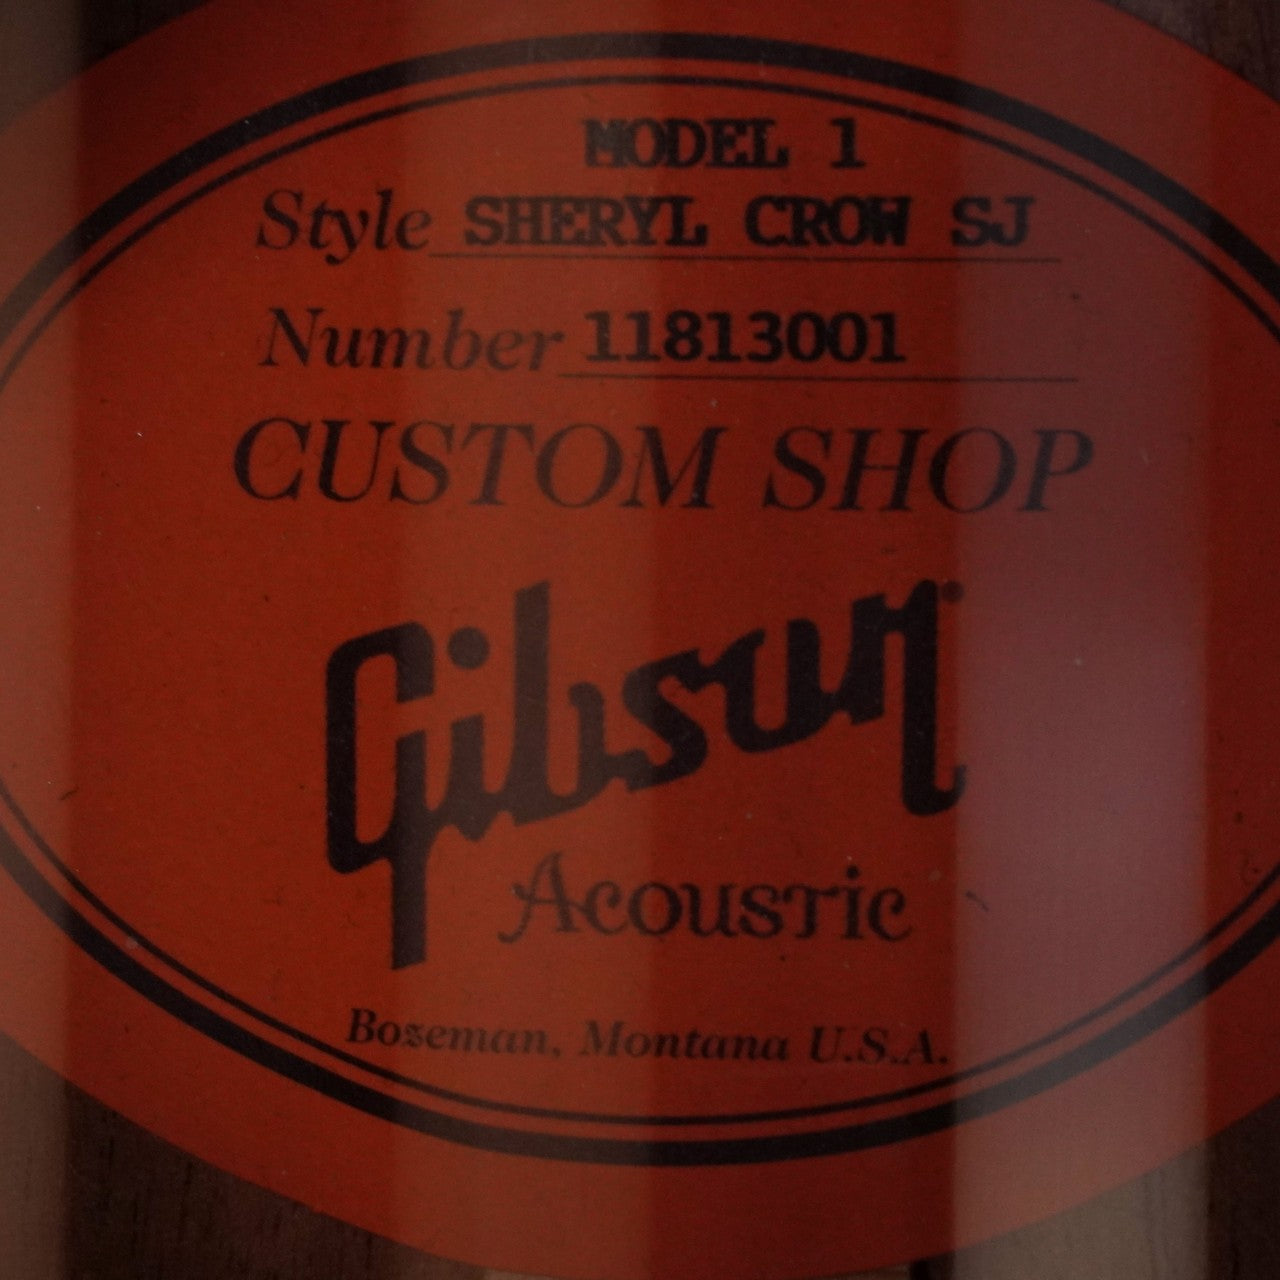 MODEL 1
Style SHERYL CROW SJ
Number 11813001
CUSTOM SHOP
Gibson
Acoustic
Bozeman, Montana U.S.A.